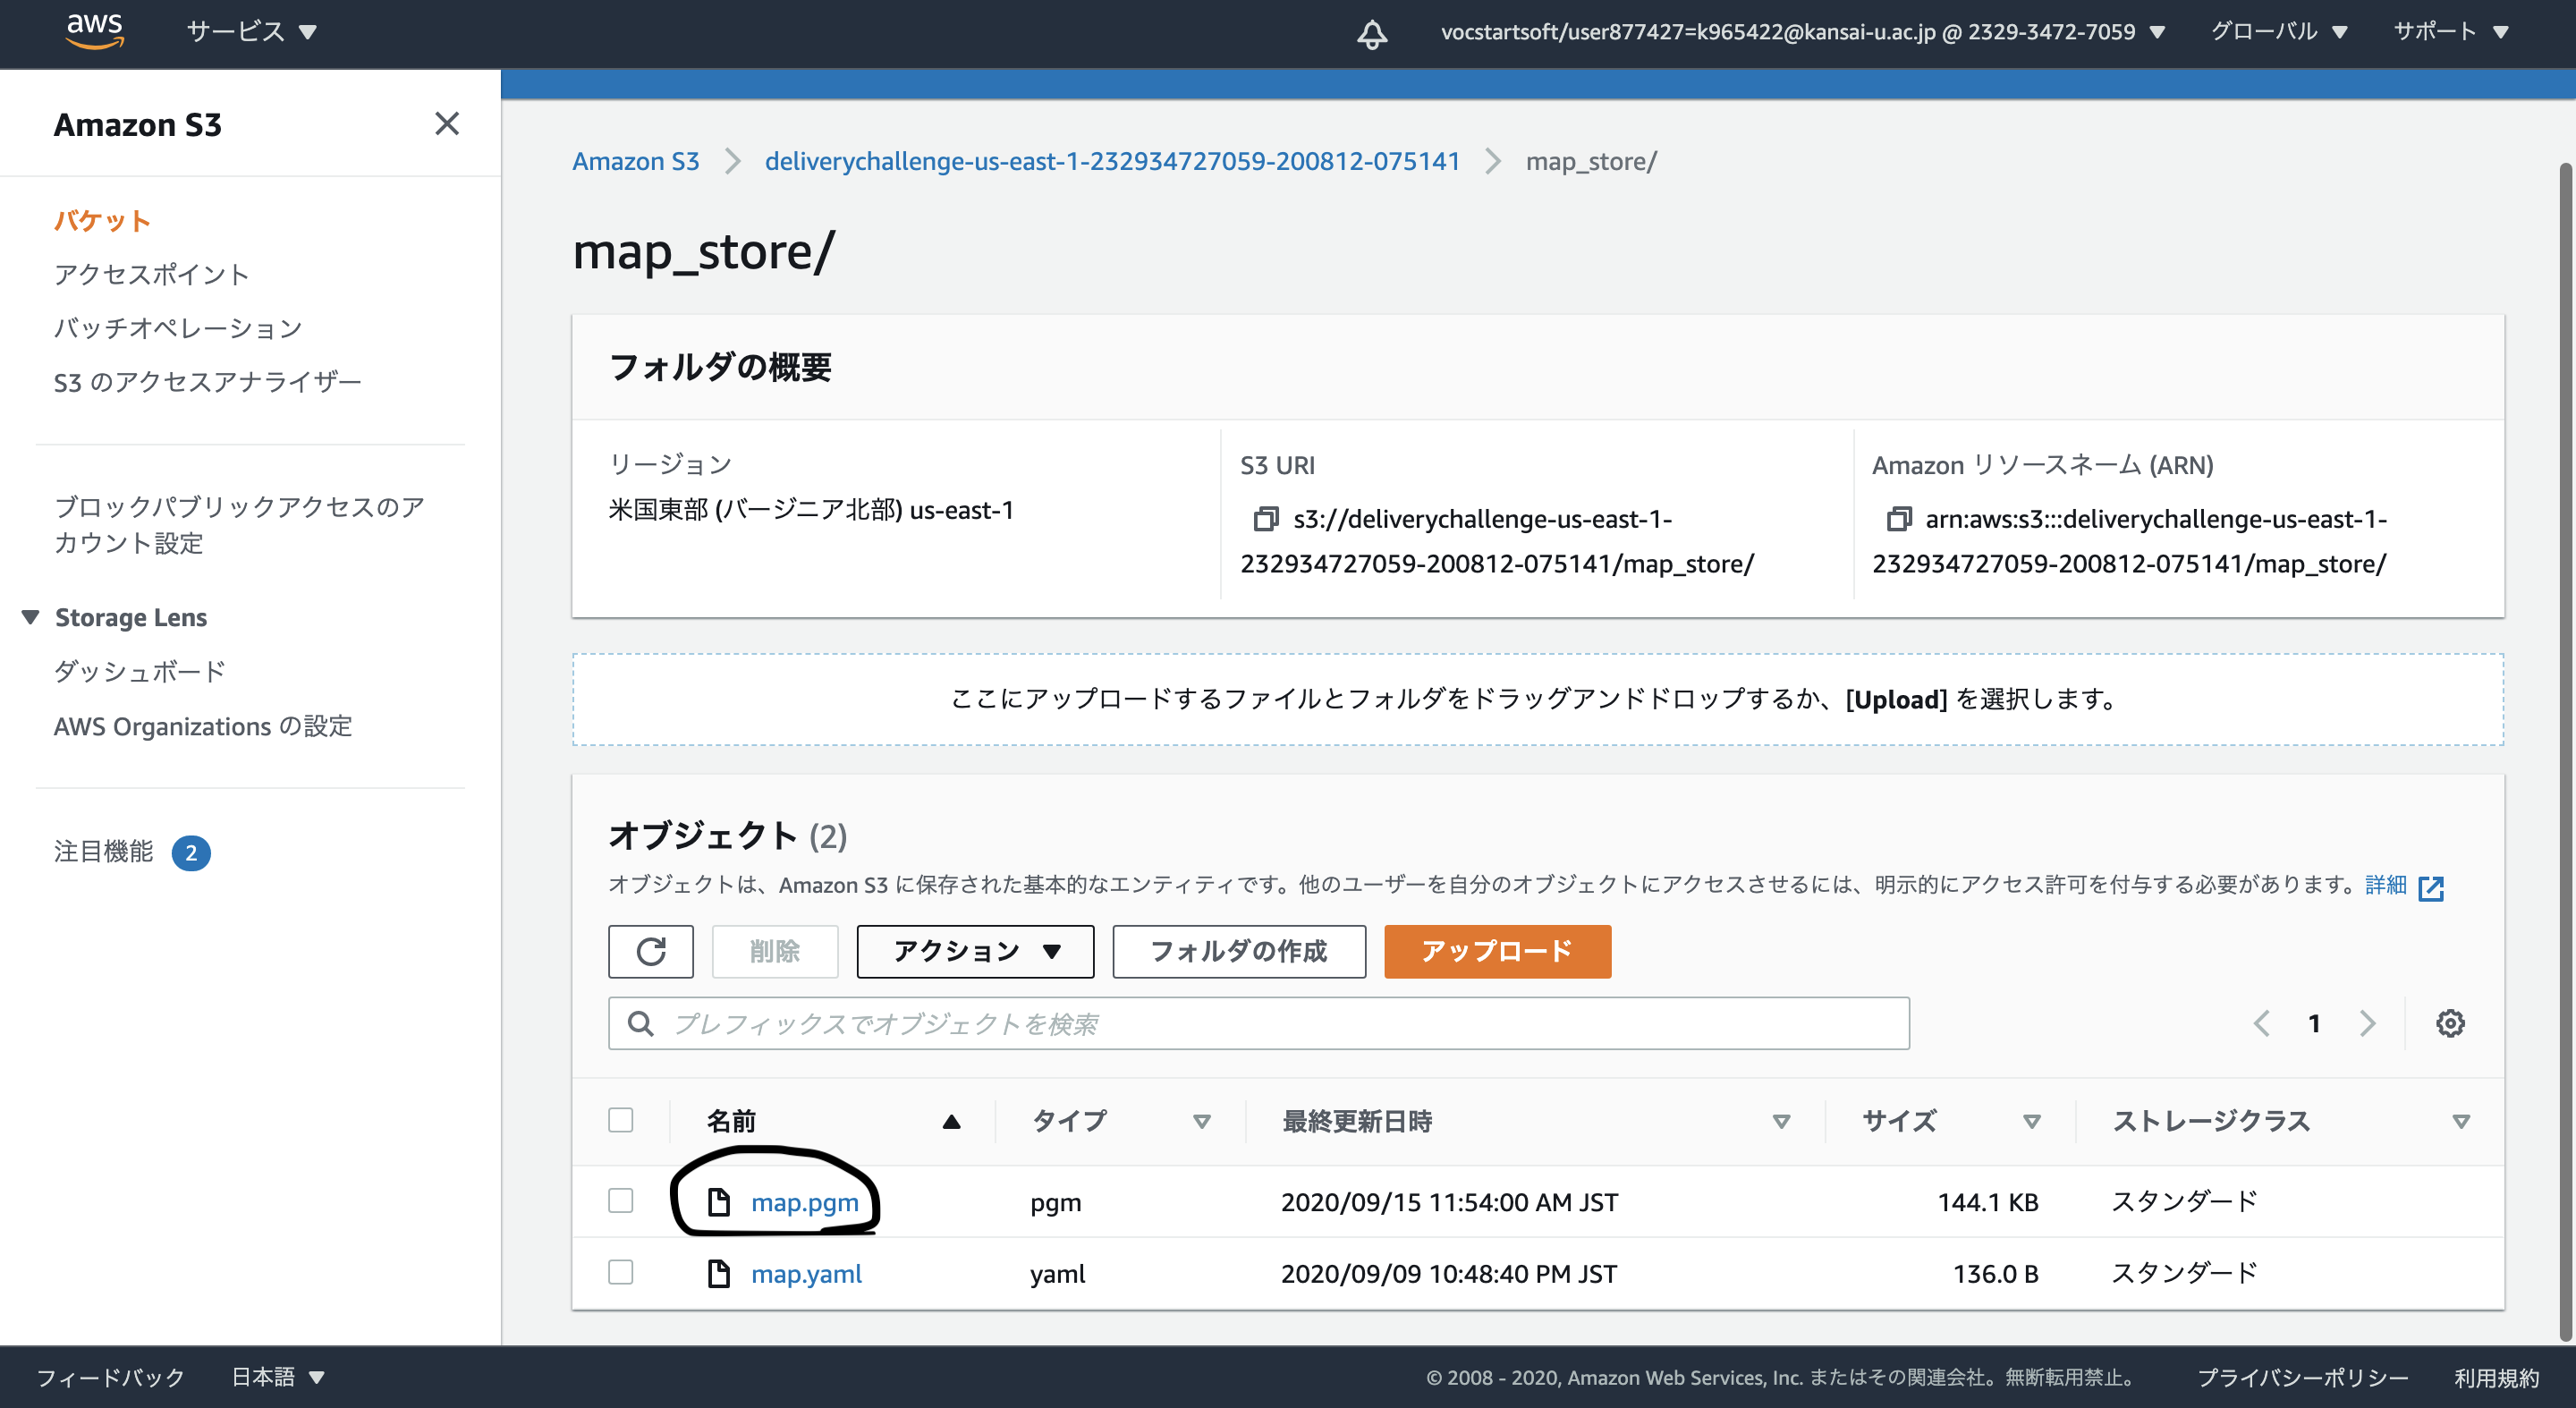 aws サービス ▼ vocstartsoft/user877427=k965422@kansai-u.ac.jp @ 2329-3472-7059 ▼ グローバル ▼ サポート ▼
Amazon S3
バケット
アクセスポイント
バッチオペレーション
S3 のアクセスアナライザー
ブロックパブリックアクセスのア
カウント設定
▼ Storage Lens
ダッシュボード
AWS Organizations の設定
注目機能 2
Amazon S3 > deliverychallenge-us-east-1-232934727059-200812-075141 > map_store/
map_store/
フォルダの概要
リージョン
米国東部 (バージニア北部) us-east-1
S3 URI
s3://deliverychallenge-us-east-1-
232934727059-200812-075141/map_store/
Amazon リソースネーム (ARN)
arn:aws:s3:::deliverychallenge-us-east-1-
232934727059-200812-075141/map_store/
ここにアップロードするファイルとフォルダをドラッグアンドドロップするか、[Upload] を選択します。
オブジェクト (2)
オブジェクトは、Amazon S3 に保存された基本的なエンティティです。他のユーザーを自分のオブジェクトにアクセスさせるには、明示的にアクセス許可を付与する必要があります。詳細
削除 アクション ▼ フォルダの作成 アップロード
プレフィックスでオブジェクトを検索
1
名前 タイプ 最終更新日時 サイズ ストレージクラス
map.pgm pgm 2020/09/15 11:54:00 AM JST 144.1 KB スタンダード
map.yaml yaml 2020/09/09 10:48:40 PM JST 136.0 B スタンダード
フィードバック 日本語 ▼ © 2008 - 2020, Amazon Web Services, Inc. またはその関連会社。無断転用禁止。 プライバシーポリシー 利用規約